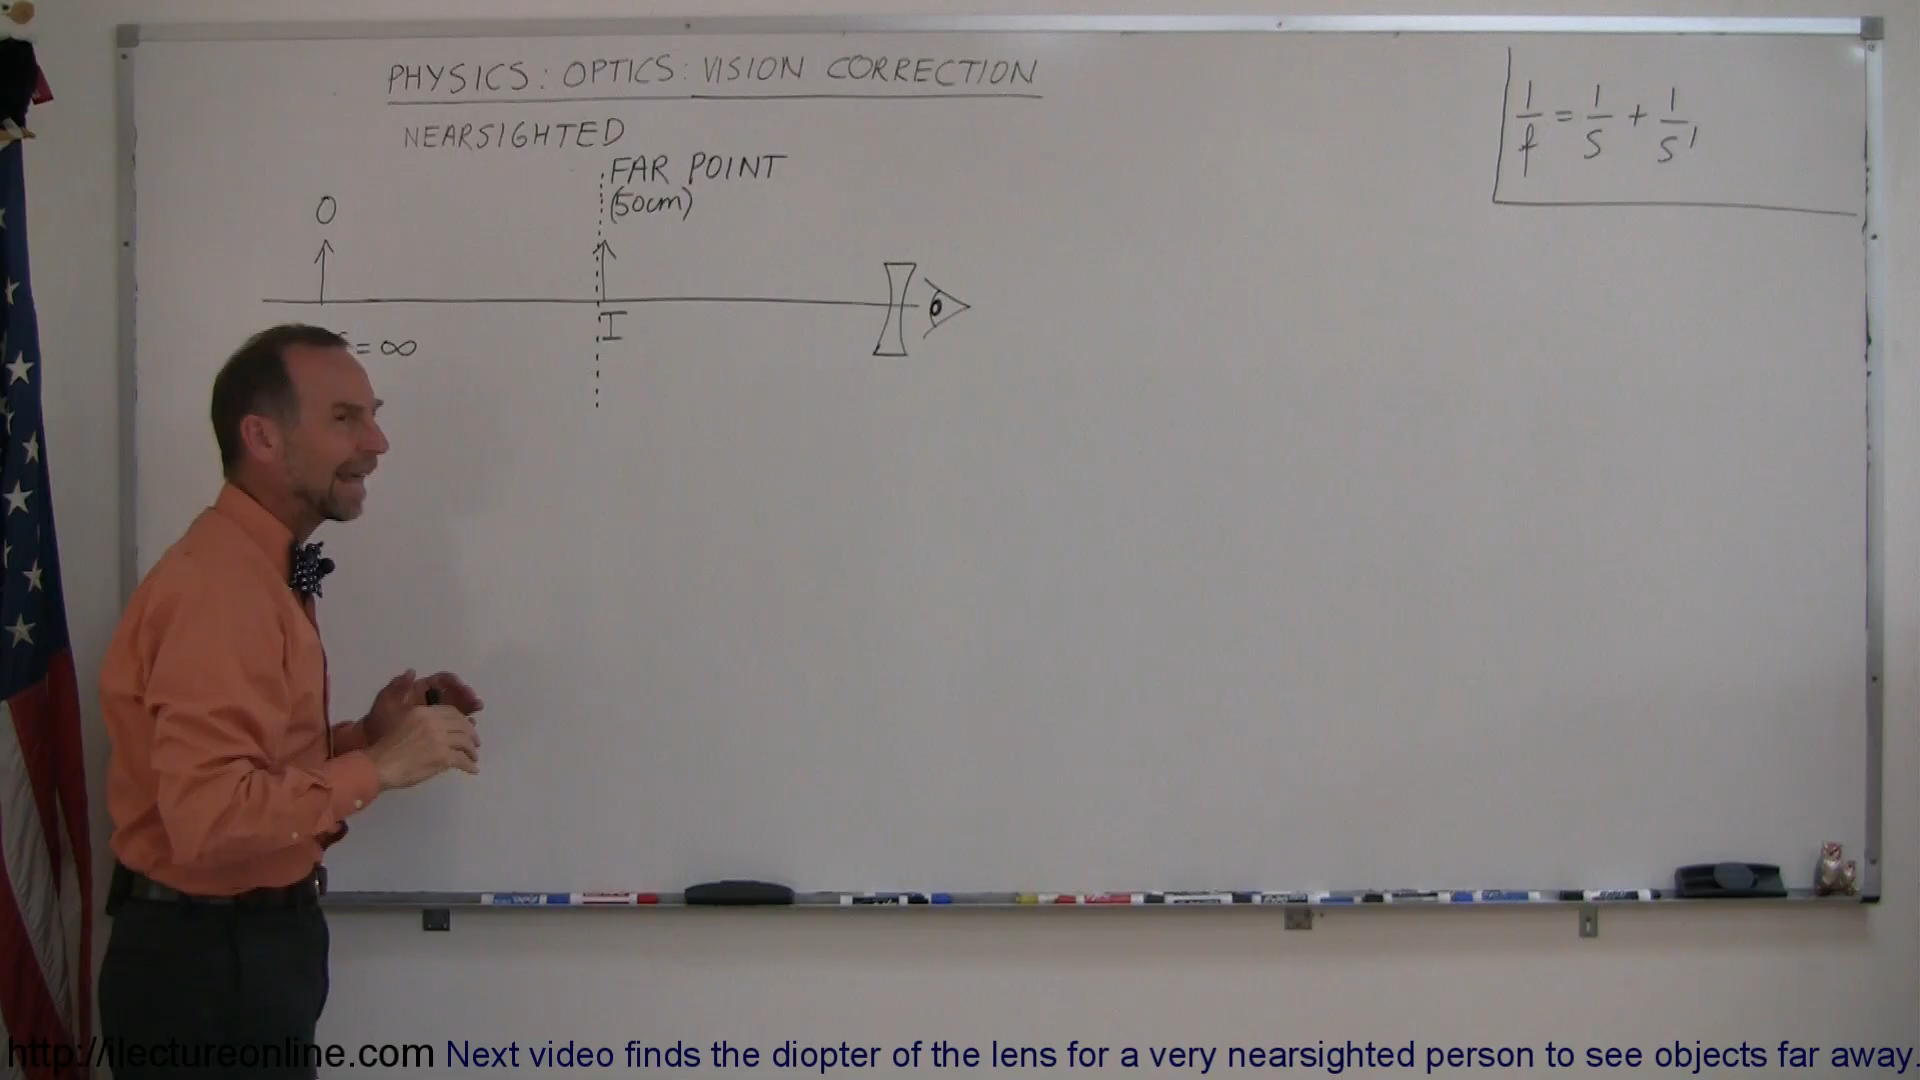 PHYSICS: OPTICS: VISION CORRECTION
NEARSIGHTED
FAR POINT
(50cm)
O
I
= ∞
1/f = 1/S + 1/S'
http://ilectureonline.com Next video finds the diopter of the lens for a very nearsighted person to see objects far away.